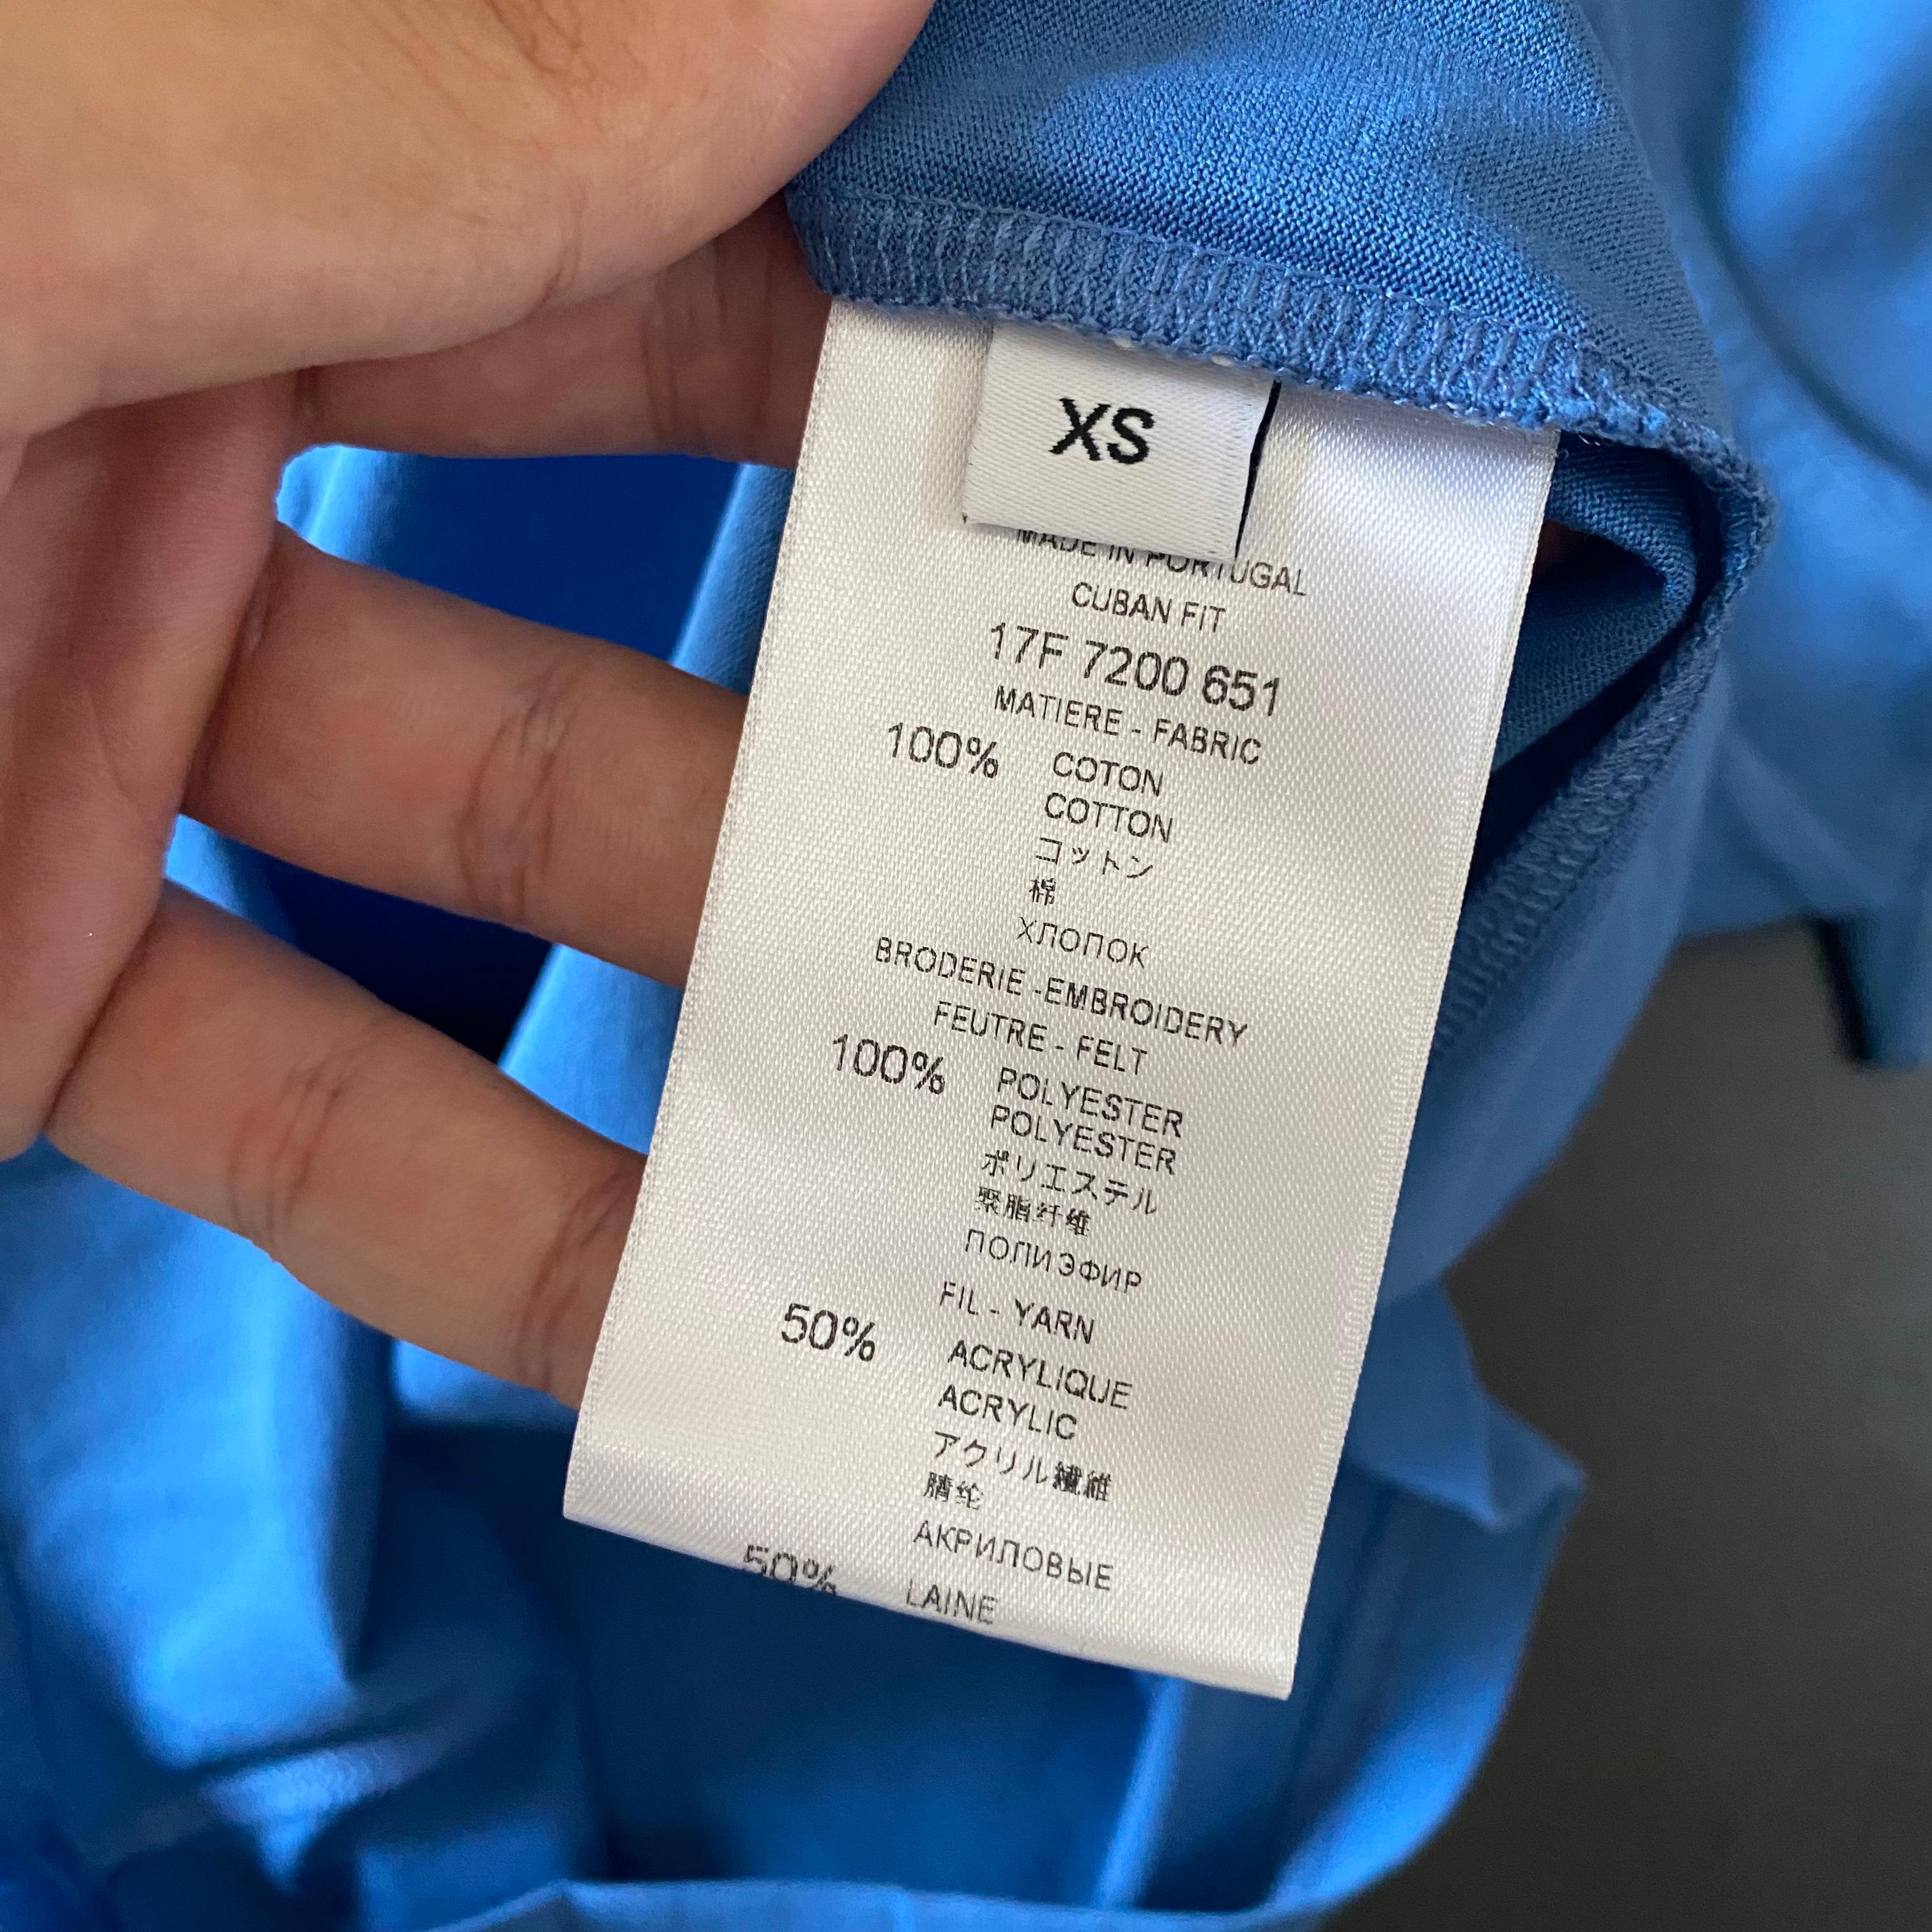 XS
MADE IN PORTUGAL
CUBAN FIT
17F 7200 651
MATIERE - FABRIC
100% COTON
COTTON
コットン
棉
ХЛОПОК
BRODERIE -EMBROIDERY
FEUTRE - FELT
100% POLYESTER
POLYESTER
ポリエステル
聚脂纤维
ПОЛИЭФИР
FIL - YARN
50% ACRYLIQUE
ACRYLIC
アクリル繊維
腈纶
АКРИЛОВЫЕ
50% LAINE